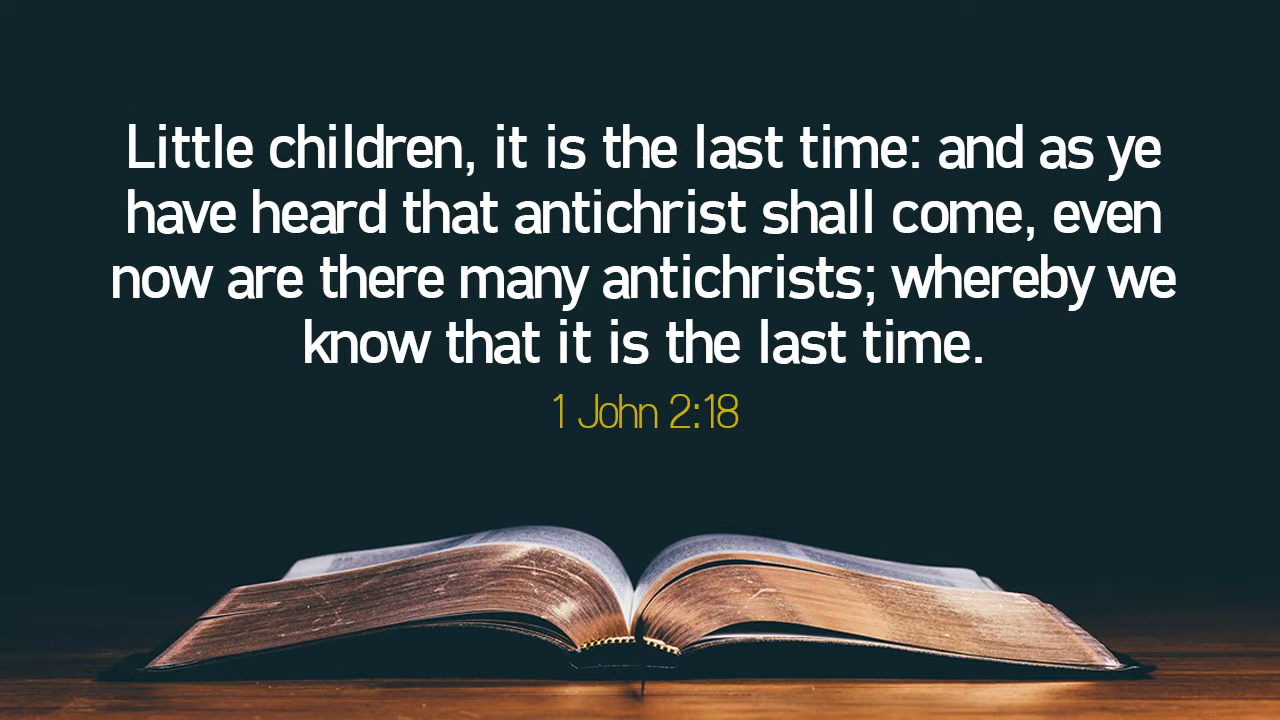 Little children, it is the last time: and as ye
have heard that antichrist shall come, even
now are there many antichrists; whereby we
know that it is the last time.
1 John 2:18